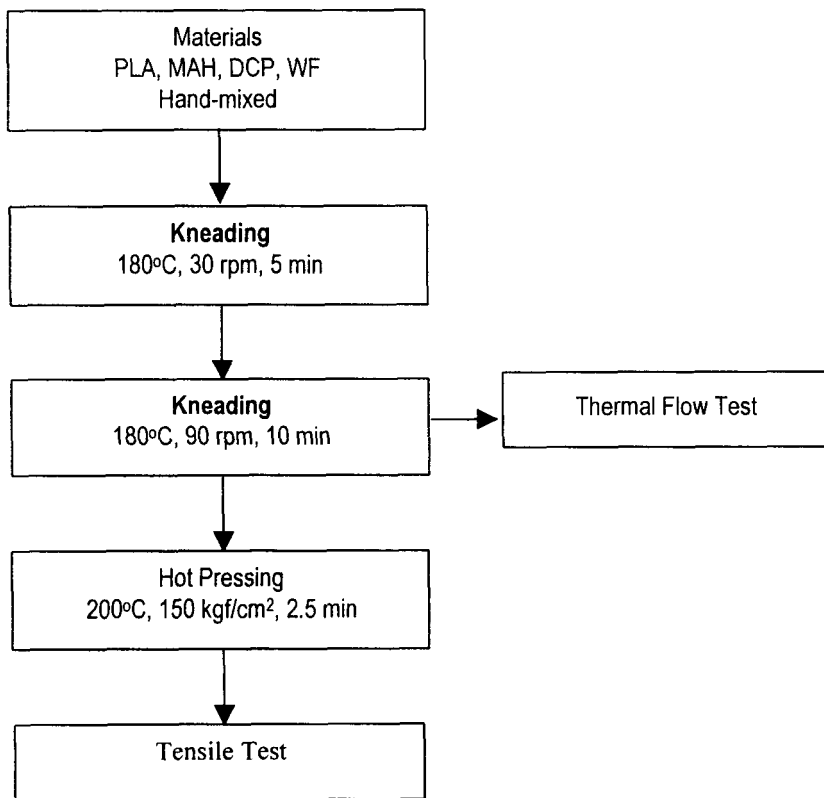 Materials
PLA, MAH, DCP, WF
Hand-mixed
Kneading
180°C, 30 rpm, 5 min
Kneading
180°C, 90 rpm, 10 min
Thermal Flow Test
Hot Pressing
200°C, 150 kgf/cm², 2.5 min
Tensile Test